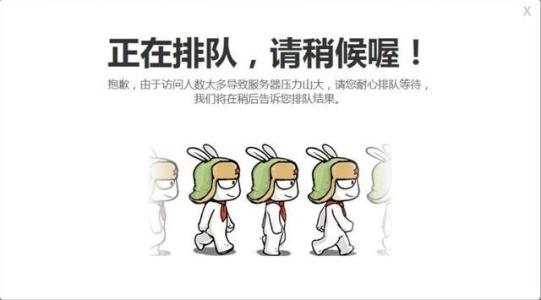 X
正在排队，请稍候喔！
抱歉，由于访问人数太多导致服务器压力山大，请您耐心排队等待，
我们将在稍后告诉您排队结果。